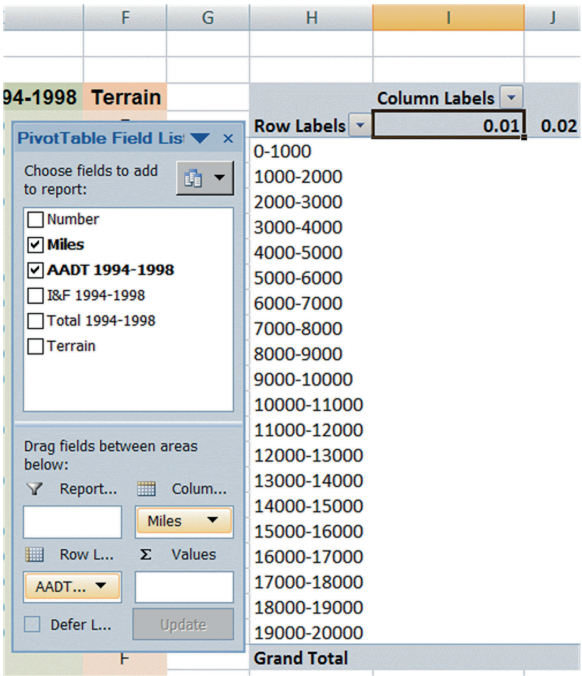 F G H I J
94-1998 Terrain
Column Labels
Row Labels 0.01 0.02
PivotTable Field Lis
Choose fields to add
to report:
Number
Miles
AADT 1994-1998
I&F 1994-1998
Total 1994-1998
Terrain
Drag fields between areas
below:
Report... Colum...
Miles
Row L... Σ Values
AADT...
Defer L... Update
0-1000
1000-2000
2000-3000
3000-4000
4000-5000
5000-6000
6000-7000
7000-8000
8000-9000
9000-10000
10000-11000
11000-12000
12000-13000
13000-14000
14000-15000
15000-16000
16000-17000
17000-18000
18000-19000
19000-20000
F Grand Total